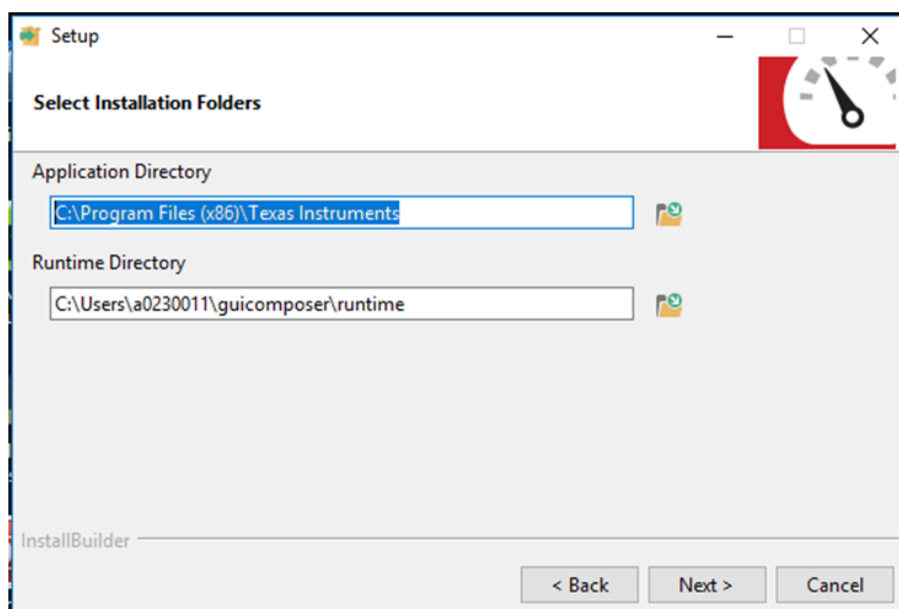 Setup
Select Installation Folders
Application Directory
C:\Program Files (x86)\Texas Instruments
Runtime Directory
C:\Users\a0230011\guicomposer\runtime
InstallBuilder
< Back Next > Cancel